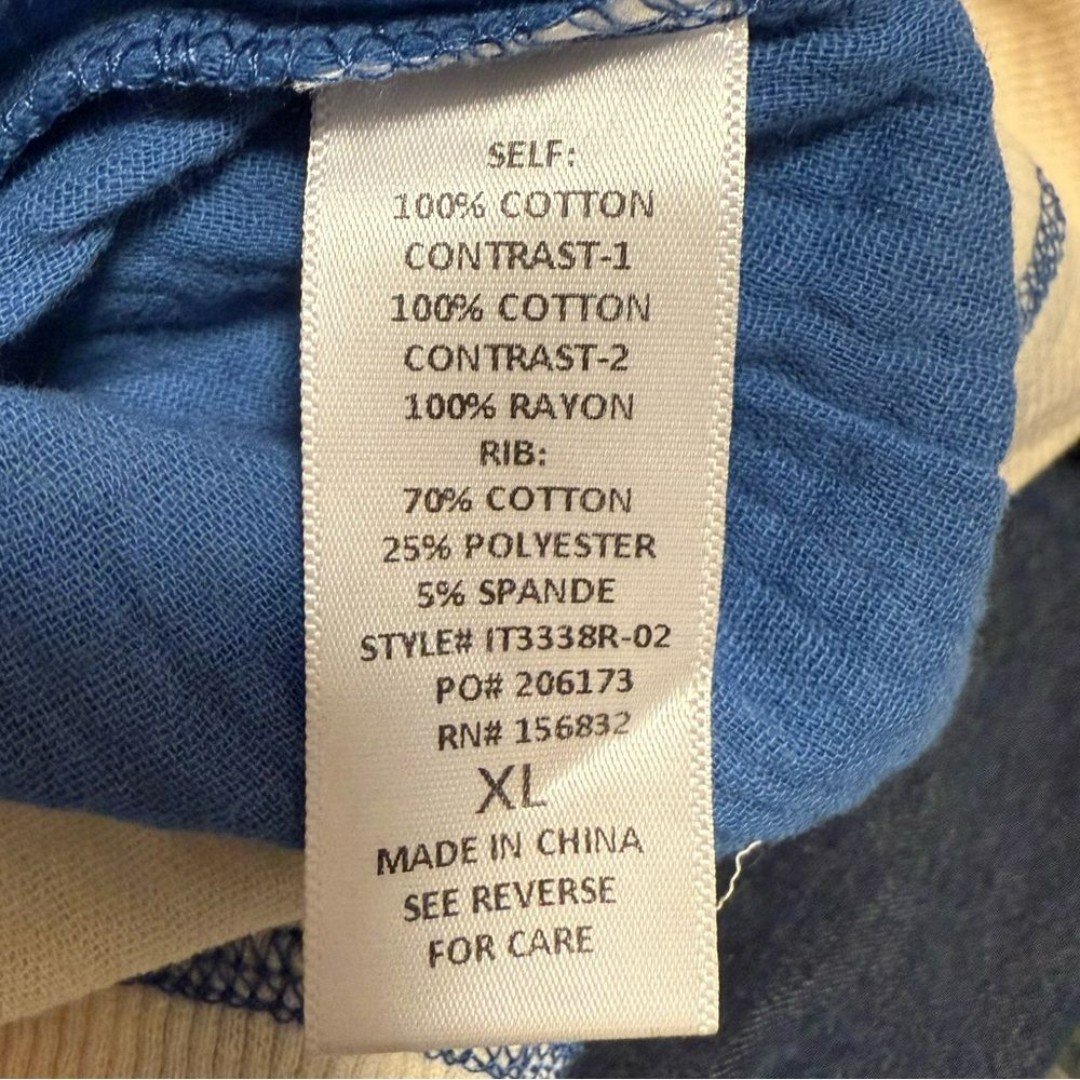 SELF:
100% COTTON
CONTRAST-1
100% COTTON
CONTRAST-2
100% RAYON
RIB:
70% COTTON
25% POLYESTER
5% SPANDE
STYLE# IT3338R-02
PO# 206173
RN# 156832
XL
MADE IN CHINA
SEE REVERSE
FOR CARE